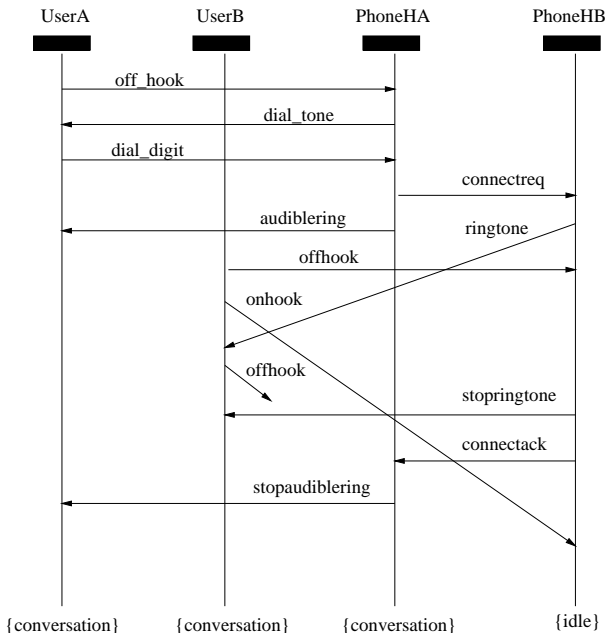 UserA UserB PhoneHA PhoneHB
off_hook
dial_tone
dial_digit
connectreq
audiblering
ringtone
offhook
onhook
offhook
stopringtone
connectack
stopaudiblering
{conversation} {conversation} {conversation} {idle}